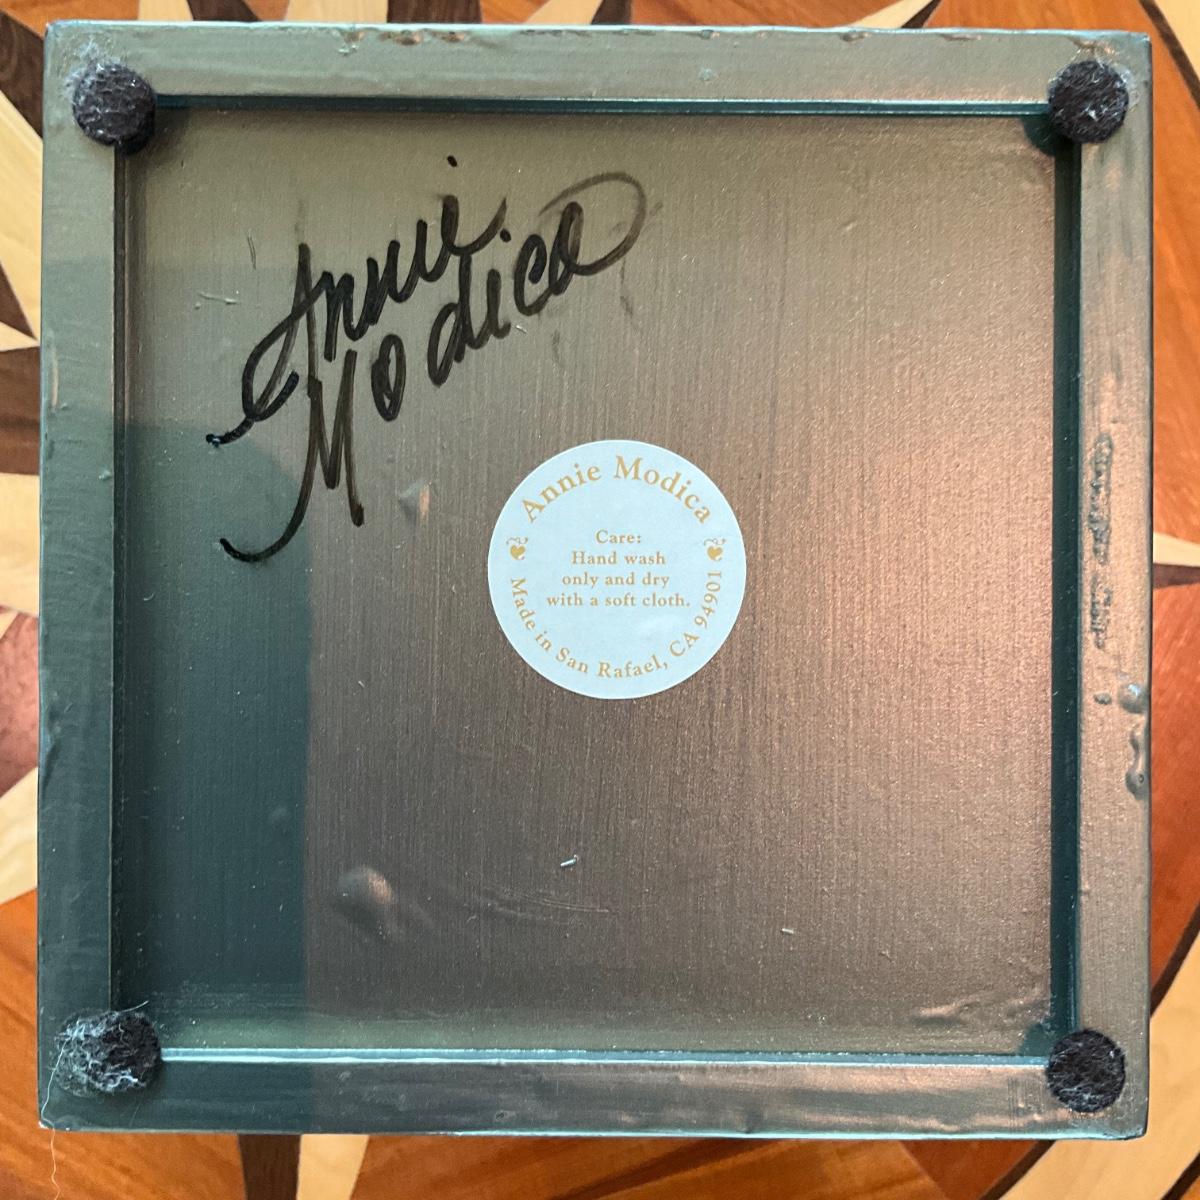 Annie
Modica
Annie Modica
Care:
Hand wash
only and dry
with a soft cloth.
Made in San Rafael, CA 94901